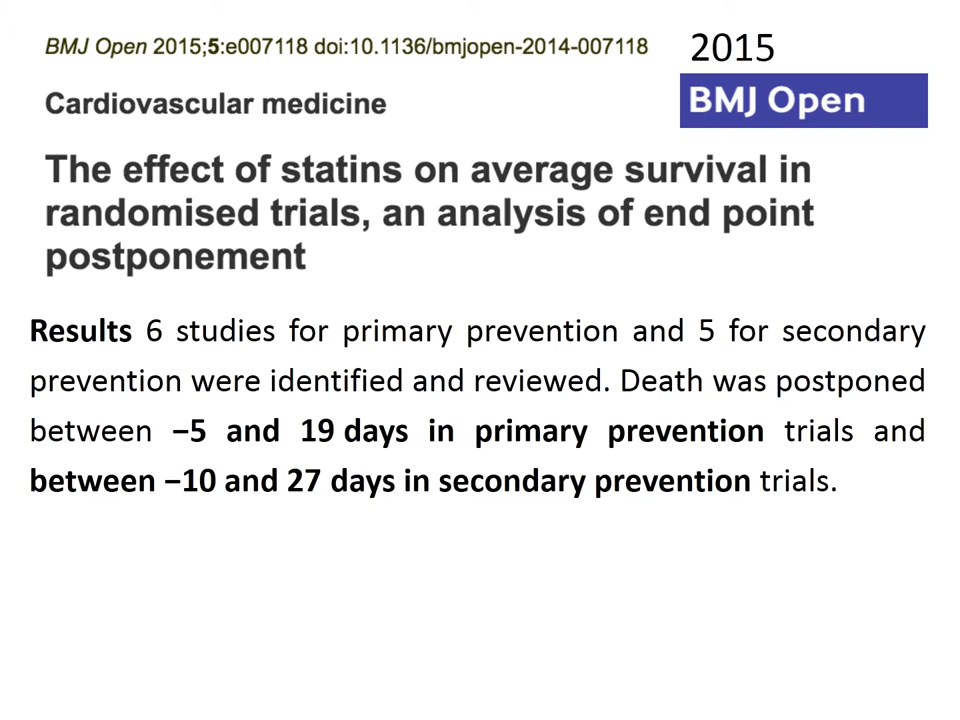 BMJ Open 2015;5:e007118 doi:10.1136/bmjopen-2014-007118
2015
BMJ Open
Cardiovascular medicine
The effect of statins on average survival in
randomised trials, an analysis of end point
postponement
Results 6 studies for primary prevention and 5 for secondary
prevention were identified and reviewed. Death was postponed
between −5 and 19 days in primary prevention trials and
between −10 and 27 days in secondary prevention trials.